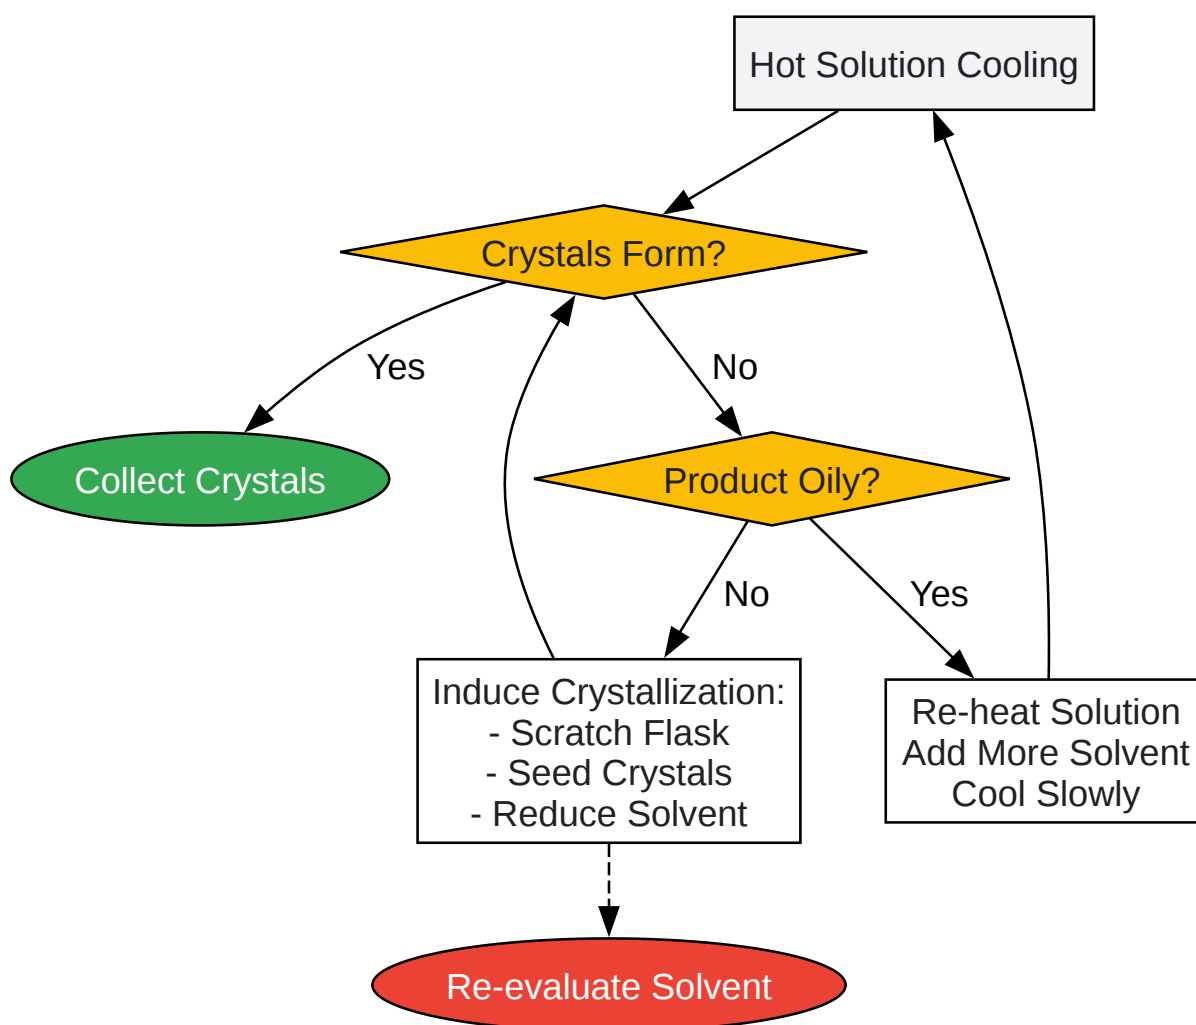 Hot Solution Cooling
Crystals Form?
Yes
No
Collect Crystals
Product Oily?
No
Yes
Induce Crystallization:
- Scratch Flask
- Seed Crystals
- Reduce Solvent
Re-heat Solution
Add More Solvent
Cool Slowly
Re-evaluate Solvent